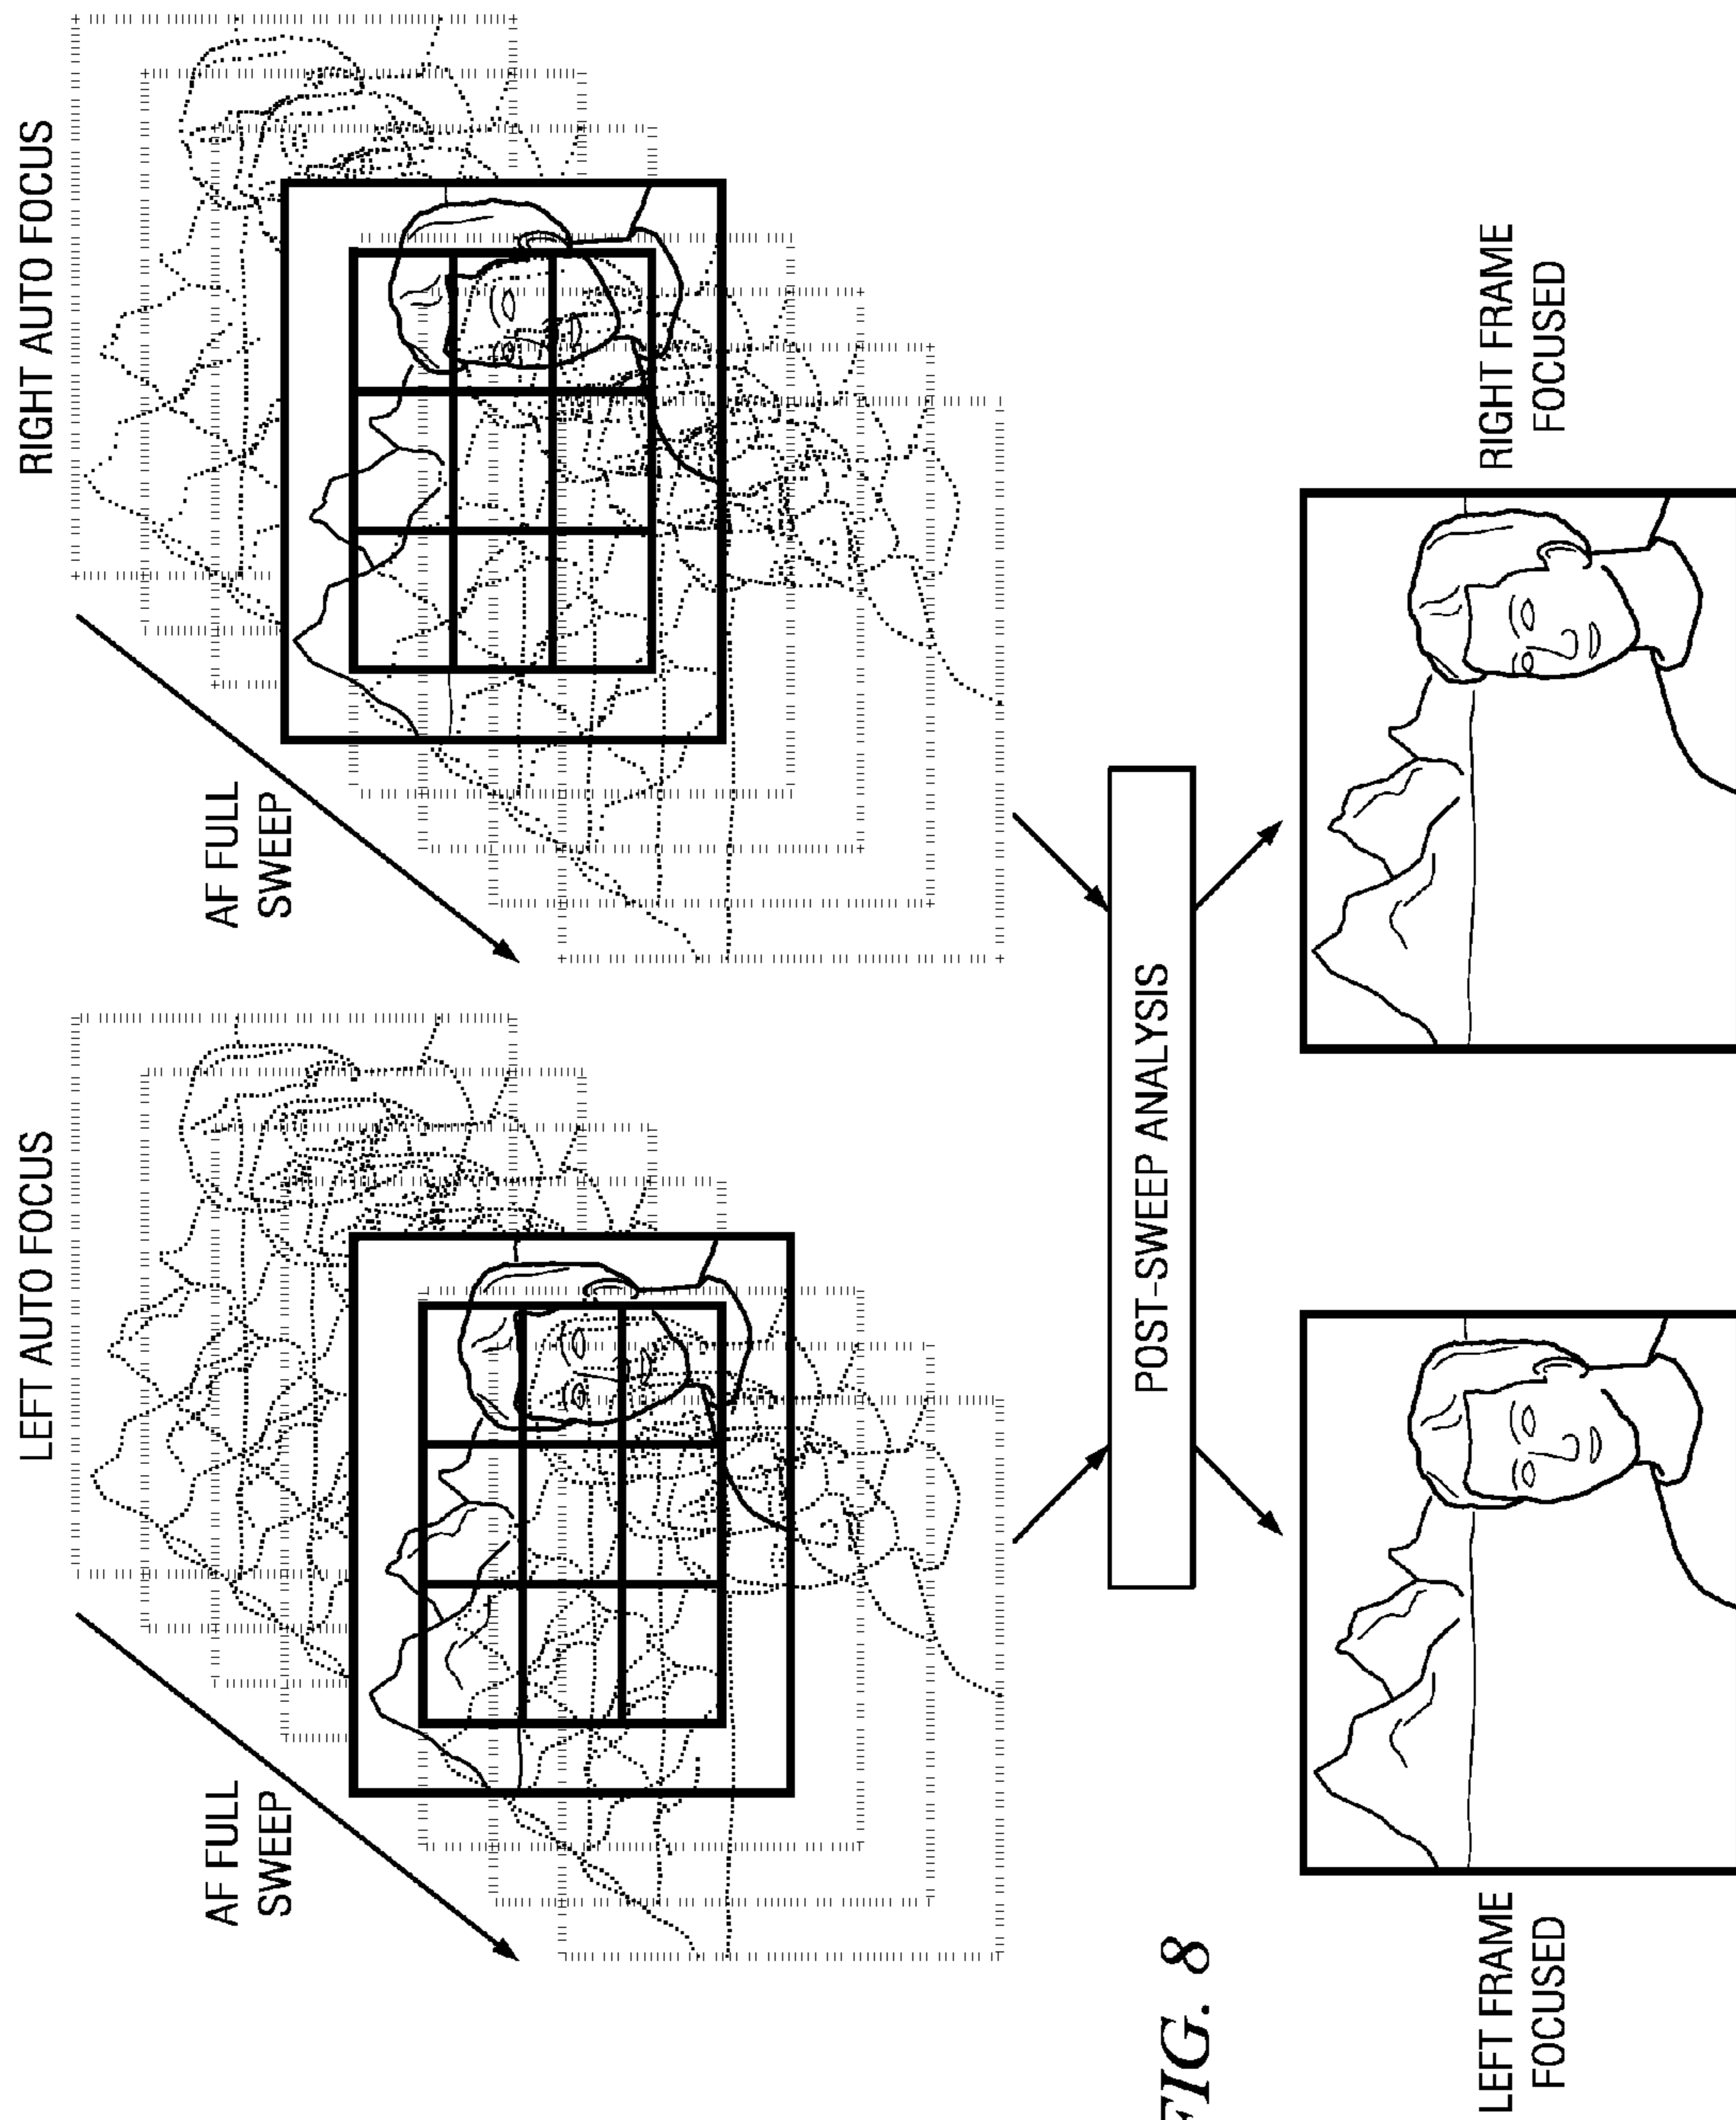 LEFT AUTO FOCUS
RIGHT AUTO FOCUS
AF FULL
SWEEP
AF FULL
SWEEP
POST-SWEEP ANALYSIS
FIG. 8
LEFT FRAME
FOCUSED
RIGHT FRAME
FOCUSED